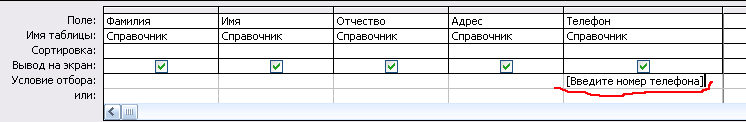 Поле: Фамилия Имя Отчество Адрес Телефон
Имя таблицы: Справочник Справочник Справочник Справочник Справочник
Сортировка:
Вывод на экран:
Условие отбора: [Введите номер телефона]
или: